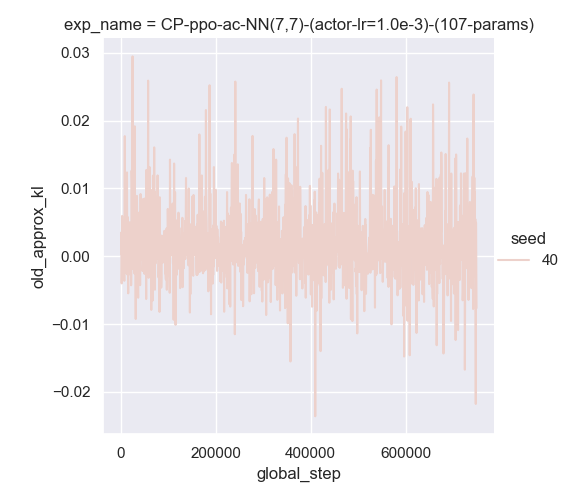 exp_name = CP-ppo-ac-NN(7,7)-(actor-lr=1.0e-3)-(107-params)
0.03
0.02
0.01
0.00
−0.01
−0.02
old_approx_kl
0
200000
400000
600000
global_step
seed
40